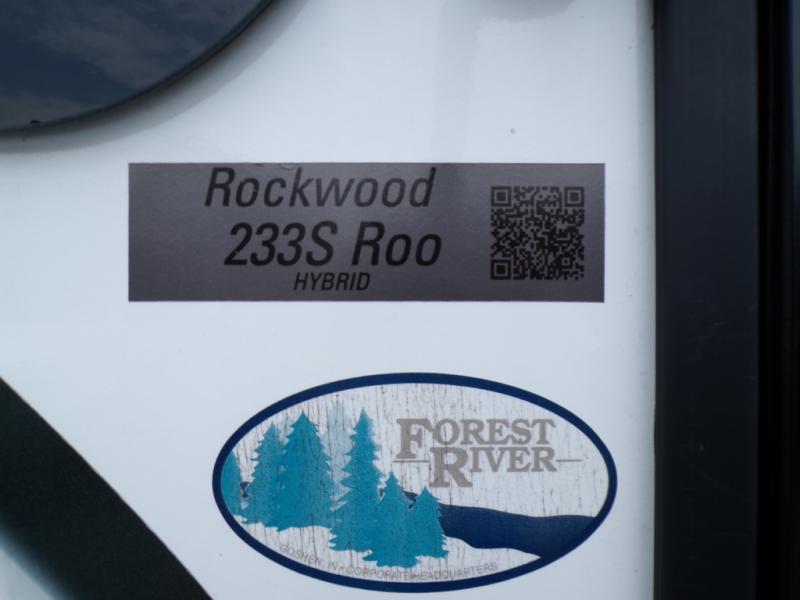 Rockwood
233S Roo
HYBRID
FOREST
RIVER
GOSHEN, IN - CORPORATE HEADQUARTERS